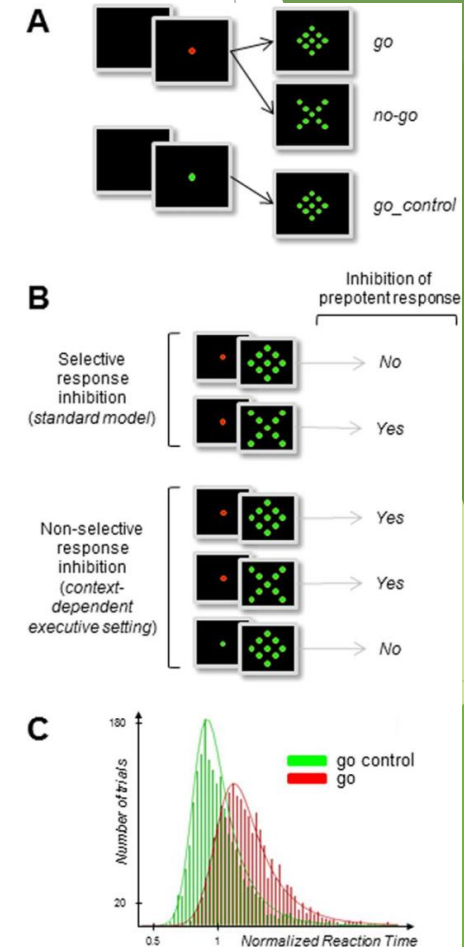 A
go
no-go
go_control
B
Inhibition of
prepotent response
Selective
response
inhibition
(standard model)
No
Yes
Non-selective
response
inhibition
(context-
dependent
executive setting)
Yes
Yes
No
C
180
Number of trials
20
go control
go
0.5
1
Normalized Reaction Time